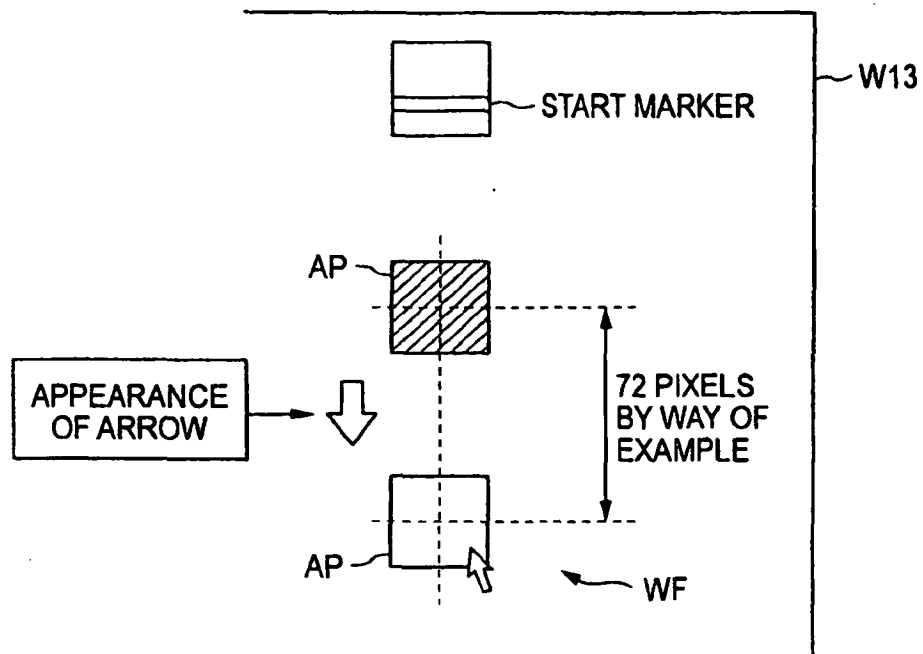 W13
START MARKER
AP
APPEARANCE
OF ARROW
72 PIXELS
BY WAY OF
EXAMPLE
AP
WF